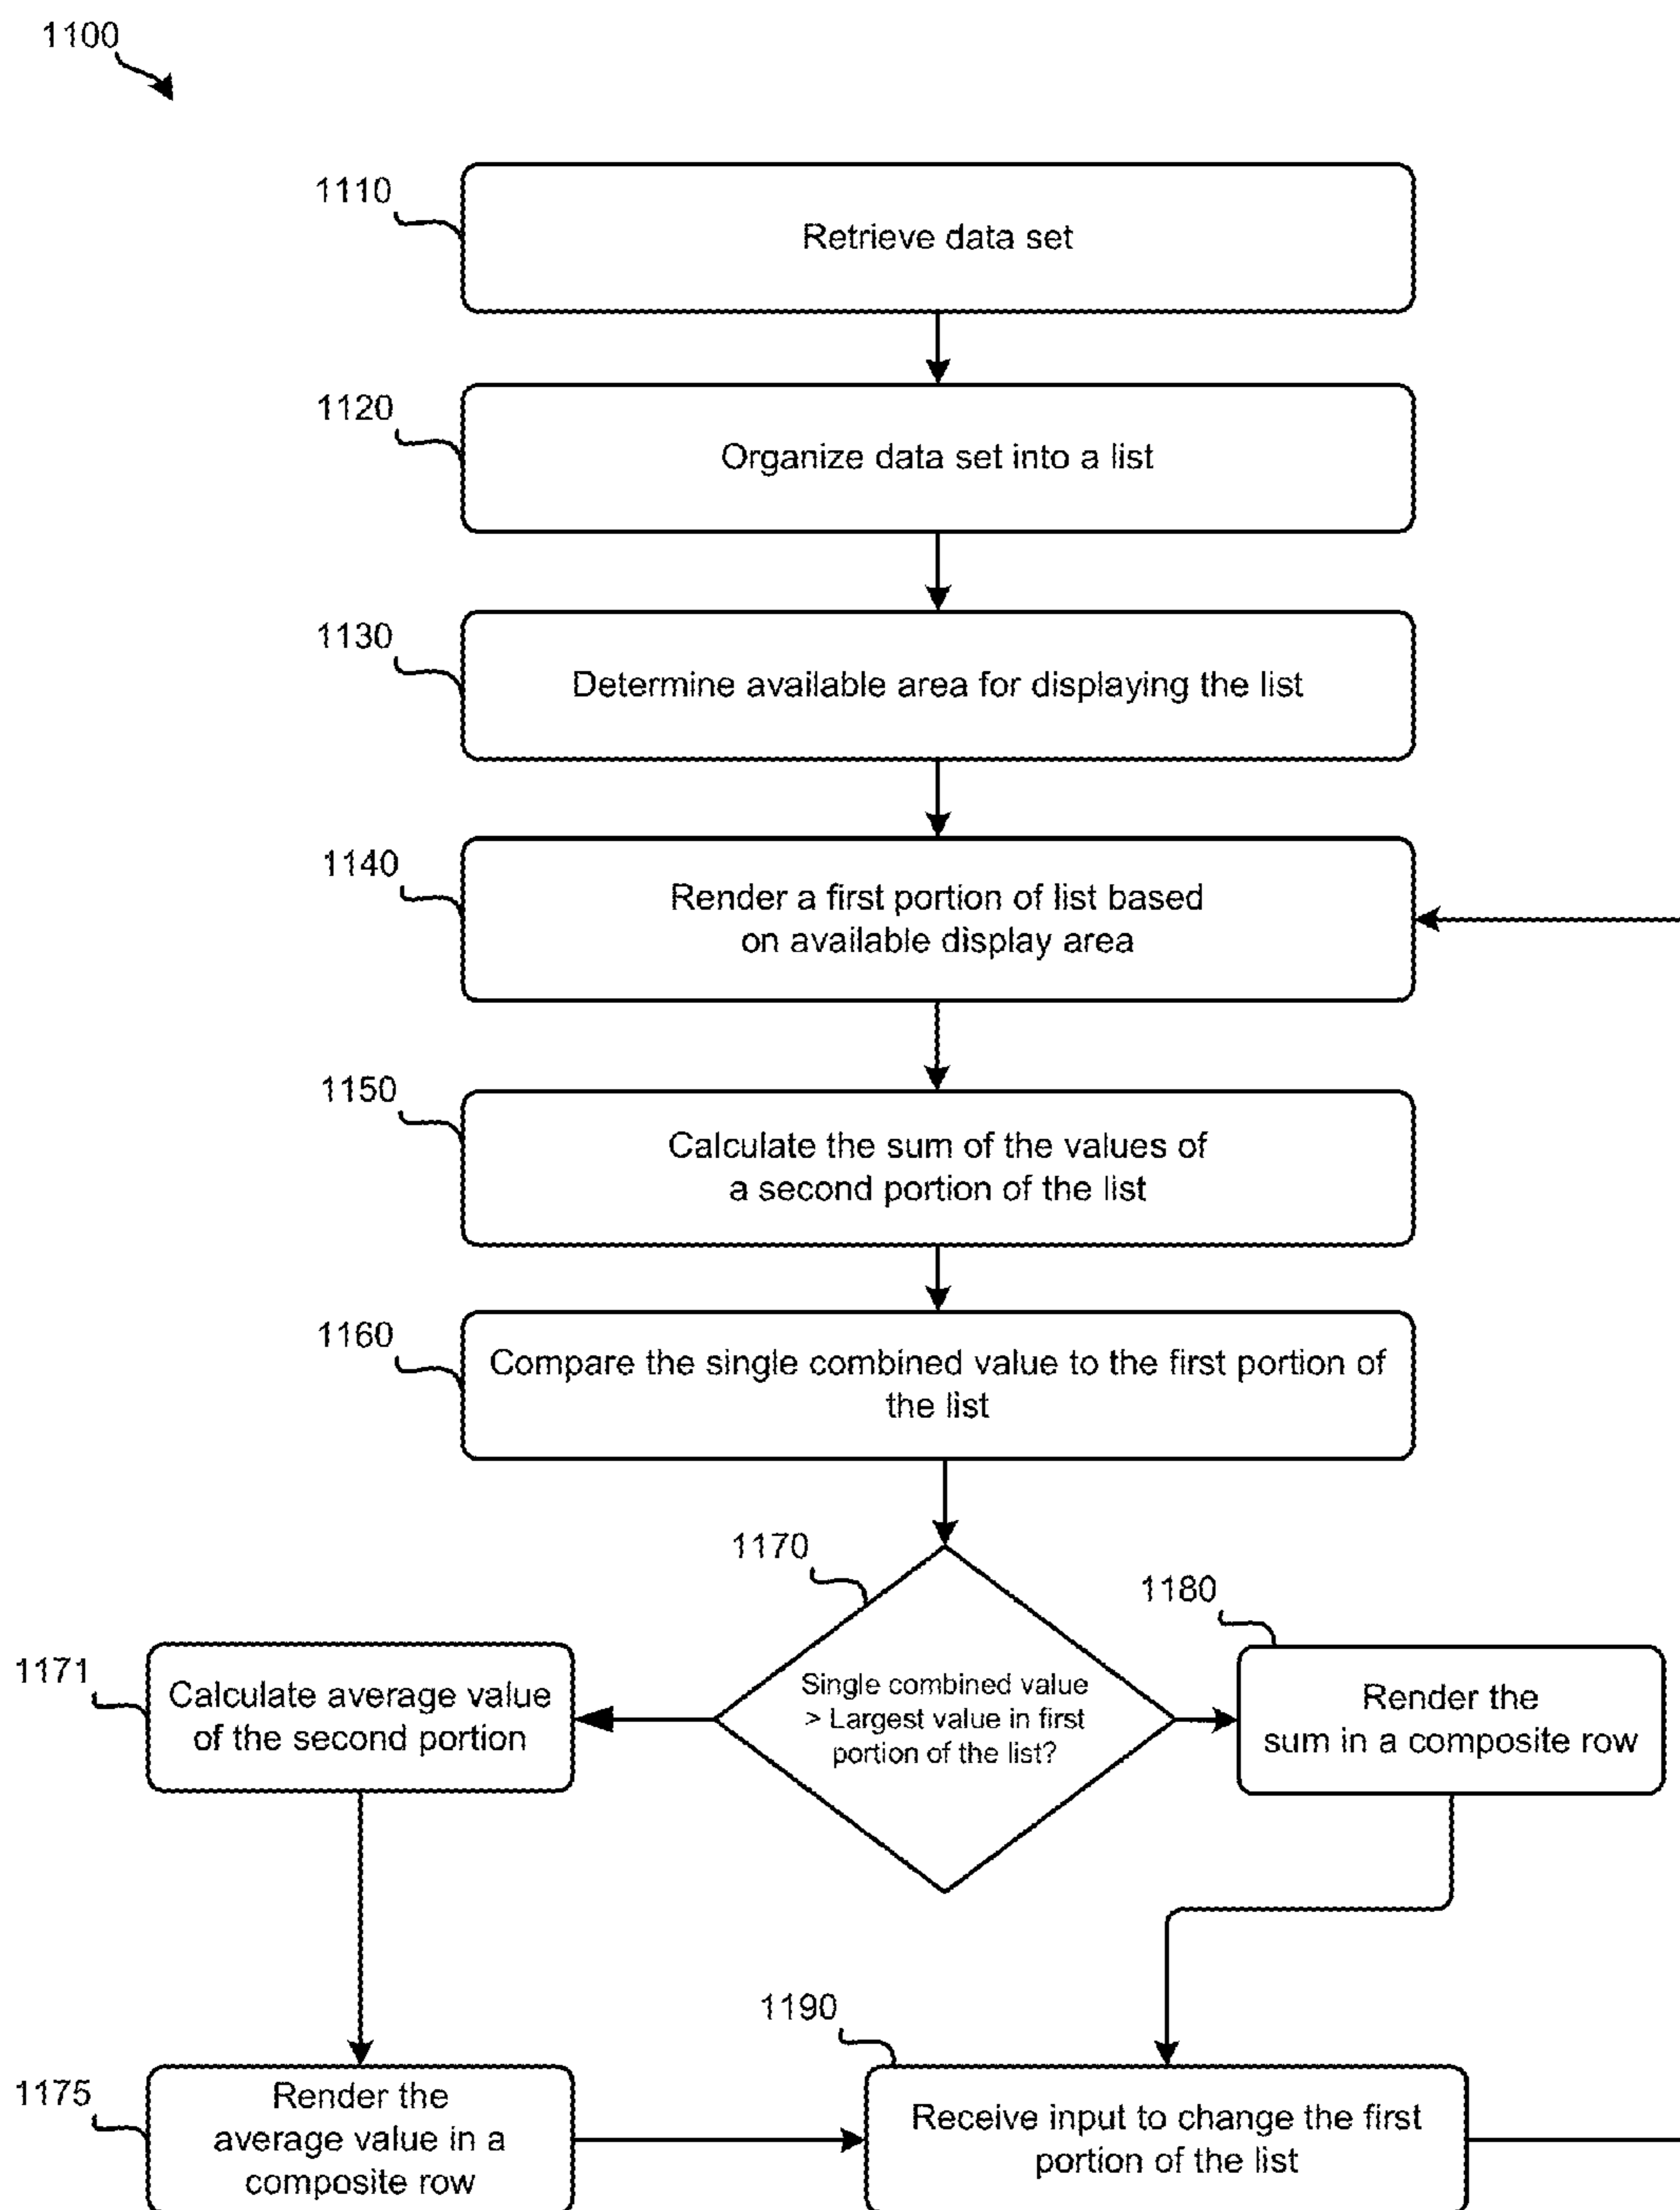 1100
1110
Retrieve data set
1120
Organize data set into a list
1130
Determine available area for displaying the list
1140
Render a first portion of list based
on available display area
1150
Calculate the sum of the values of
a second portion of the list
1160
Compare the single combined value to the first portion of
the list
1170
Single combined value
> Largest value in first
portion of the list?
1180
Render the
sum in a composite row
1171
Calculate average value
of the second portion
1175
Render the
average value in a
composite row
1190
Receive input to change the first
portion of the list